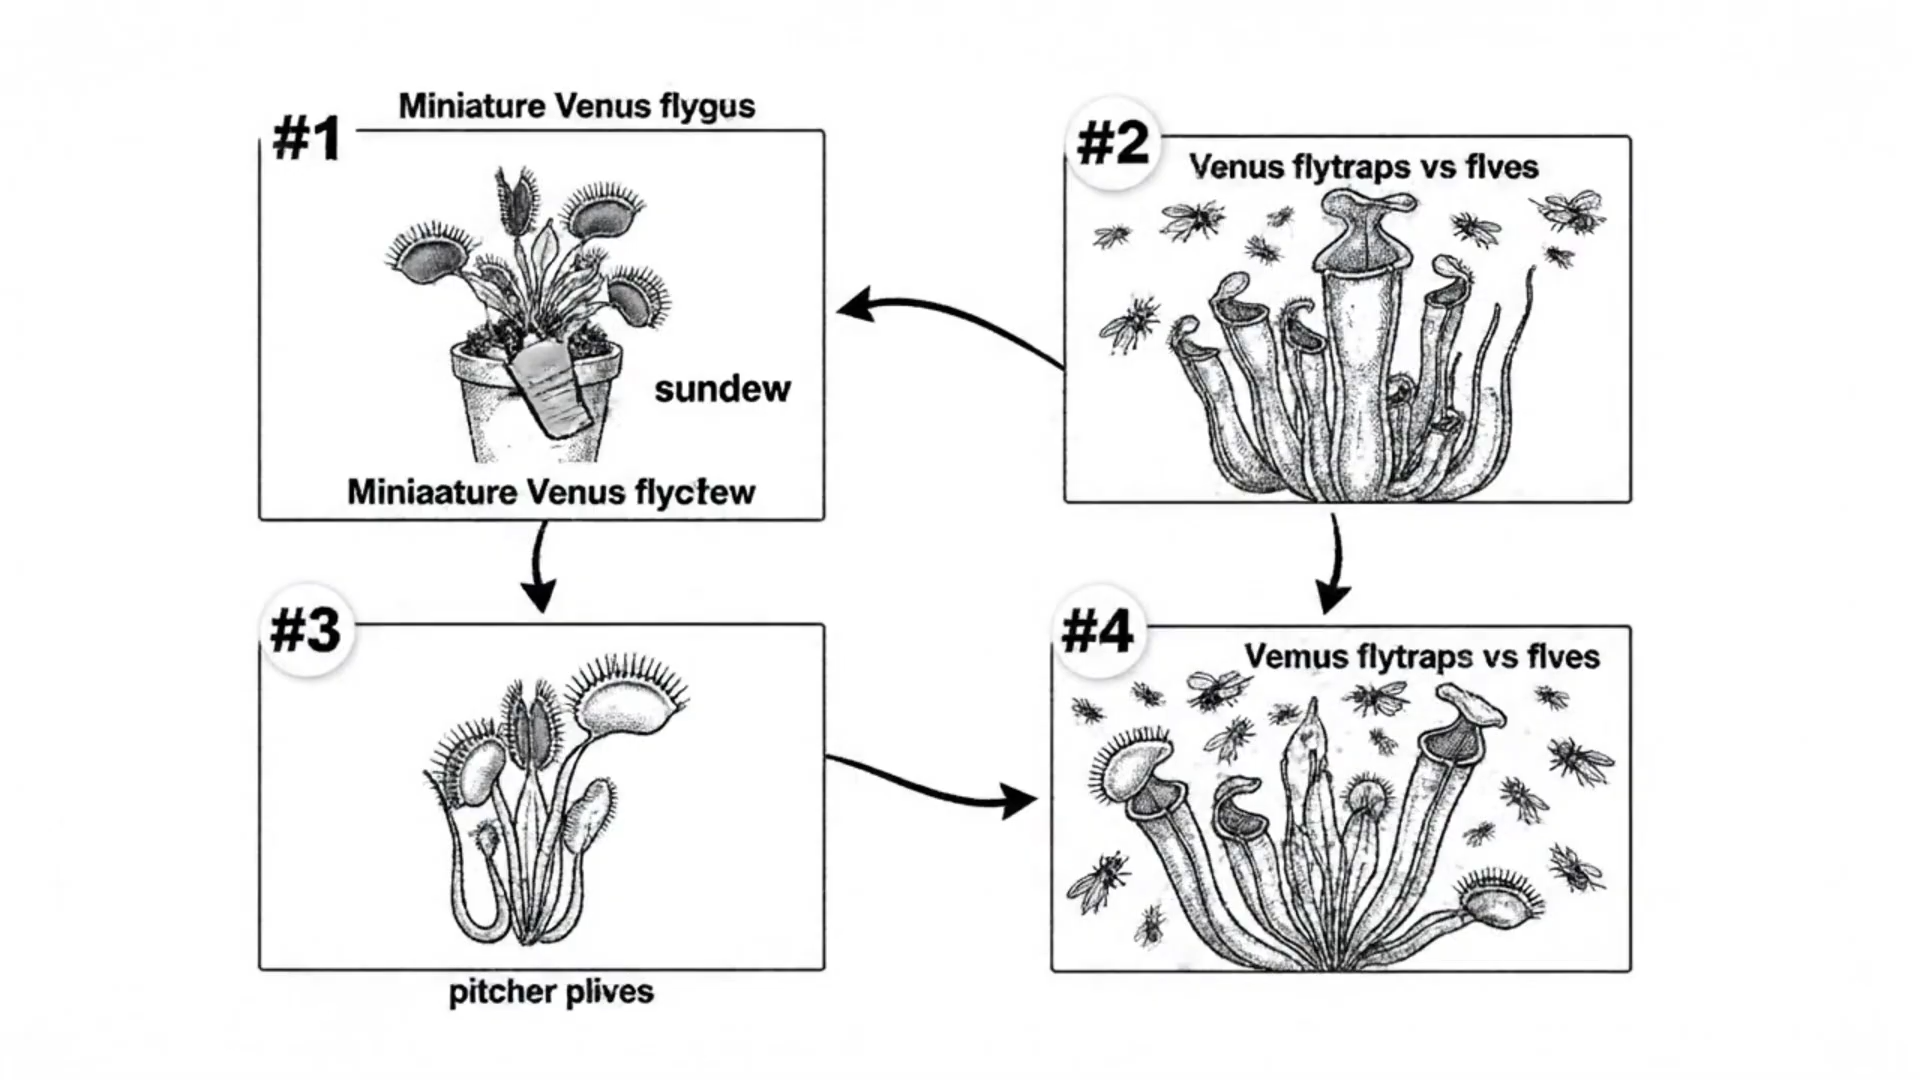 Miniature Venus flygus
#1
sundew
Miniaature Venus flyctew
#2
Venus flytraps vs flves
#3
pitcher plives
#4
Vemus flytraps vs flves